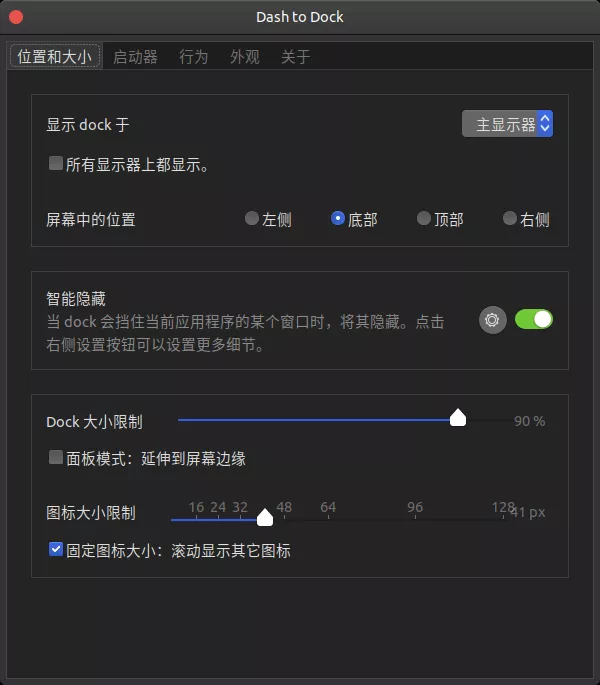 Dash to Dock
位置和大小 启动器 行为 外观 关于
显示 dock 于 主显示器
所有显示器上都显示。
屏幕中的位置 左侧 底部 顶部 右侧
智能隐藏
当 dock 会挡住当前应用程序的某个窗口时，将其隐藏。点击
右侧设置按钮可以设置更多细节。
Dock 大小限制 90 %
面板模式：延伸到屏幕边缘
16 24 32 48 64 96 128
图标大小限制 41 px
固定图标大小：滚动显示其它图标